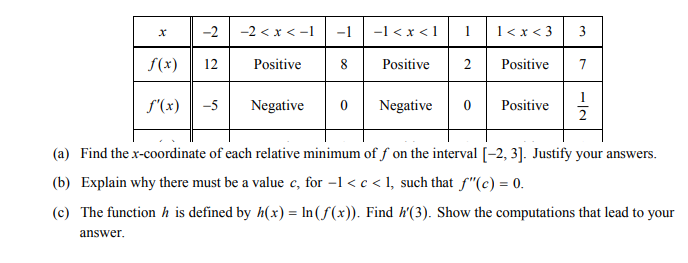 x −2 −2 < x < −1 −1 −1 < x < 1 1 1 < x < 3 3
f(x) 12 Positive 8 Positive 2 Positive 7
f′(x) −5 Negative 0 Negative 0 Positive 1/2
(a) Find the x-coordinate of each relative minimum of f on the interval [−2, 3]. Justify your answers.
(b) Explain why there must be a value c, for −1 < c < 1, such that f″(c) = 0.
(c) The function h is defined by h(x) = ln(f(x)). Find h′(3). Show the computations that lead to your
answer.